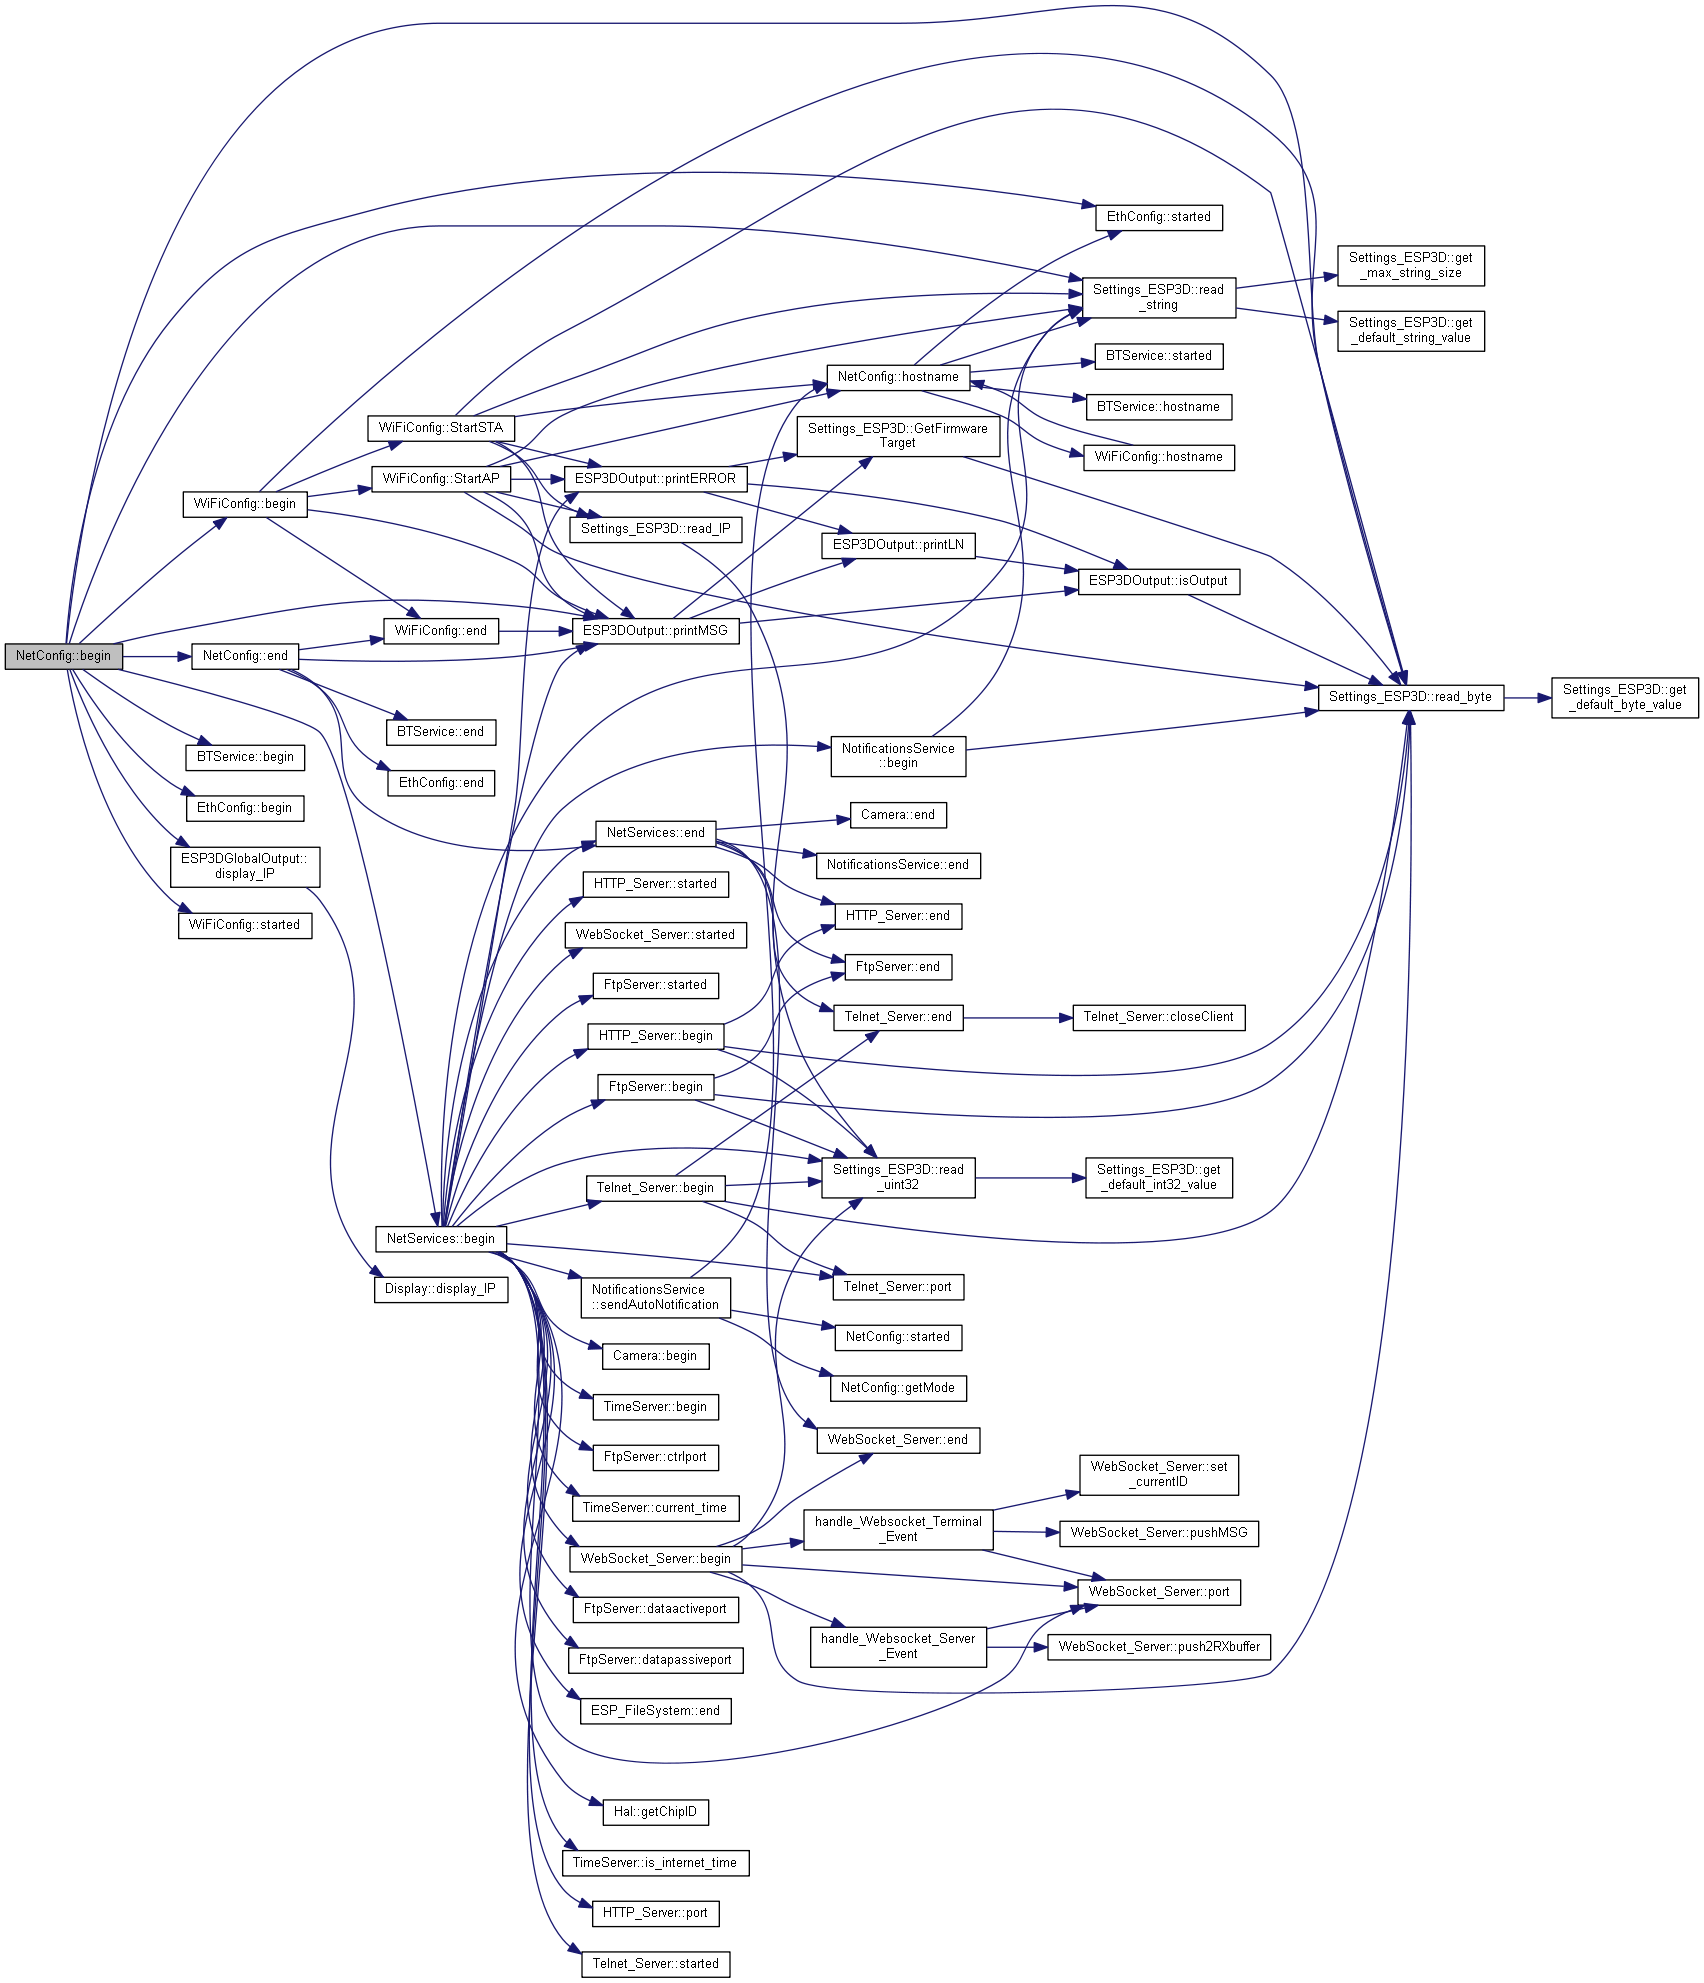 EthConfig::started
Settings_ESP3D::get
_max_string_size
Settings_ESP3D::read
_string
Settings_ESP3D::get
_default_string_value
BTService::started
NetConfig::hostname
BTService::hostname
WiFiConfig::StartSTA
Settings_ESP3D::GetFirmware
Target
WiFiConfig::hostname
WiFiConfig::StartAP
ESP3DOutput::printERROR
WiFiConfig::begin
Settings_ESP3D::read_IP
ESP3DOutput::printLN
ESP3DOutput::isOutput
WiFiConfig::end
ESP3DOutput::printMSG
NetConfig::begin
NetConfig::end
Settings_ESP3D::read_byte
Settings_ESP3D::get
_default_byte_value
BTService::end
BTService::begin
NotificationsService
::begin
EthConfig::end
EthConfig::begin
Camera::end
NetServices::end
ESP3DGlobalOutput::
display_IP
NotificationsService::end
HTTP_Server::started
HTTP_Server::end
WiFiConfig::started
WebSocket_Server::started
FtpServer::end
FtpServer::started
Telnet_Server::end
Telnet_Server::closeClient
HTTP_Server::begin
FtpServer::begin
Settings_ESP3D::read
_uint32
Settings_ESP3D::get
_default_int32_value
Telnet_Server::begin
NetServices::begin
Telnet_Server::port
Display::display_IP
NotificationsService
::sendAutoNotification
NetConfig::started
Camera::begin
NetConfig::getMode
TimeServer::begin
WebSocket_Server::end
FtpServer::ctrlport
WebSocket_Server::set
_currentID
TimeServer::current_time
handle_Websocket_Terminal
_Event
WebSocket_Server::pushMSG
WebSocket_Server::begin
WebSocket_Server::port
FtpServer::dataactiveport
handle_Websocket_Server
_Event
WebSocket_Server::push2RXbuffer
FtpServer::datapassiveport
ESP_FileSystem::end
Hal::getChipID
TimeServer::is_internet_time
HTTP_Server::port
Telnet_Server::started